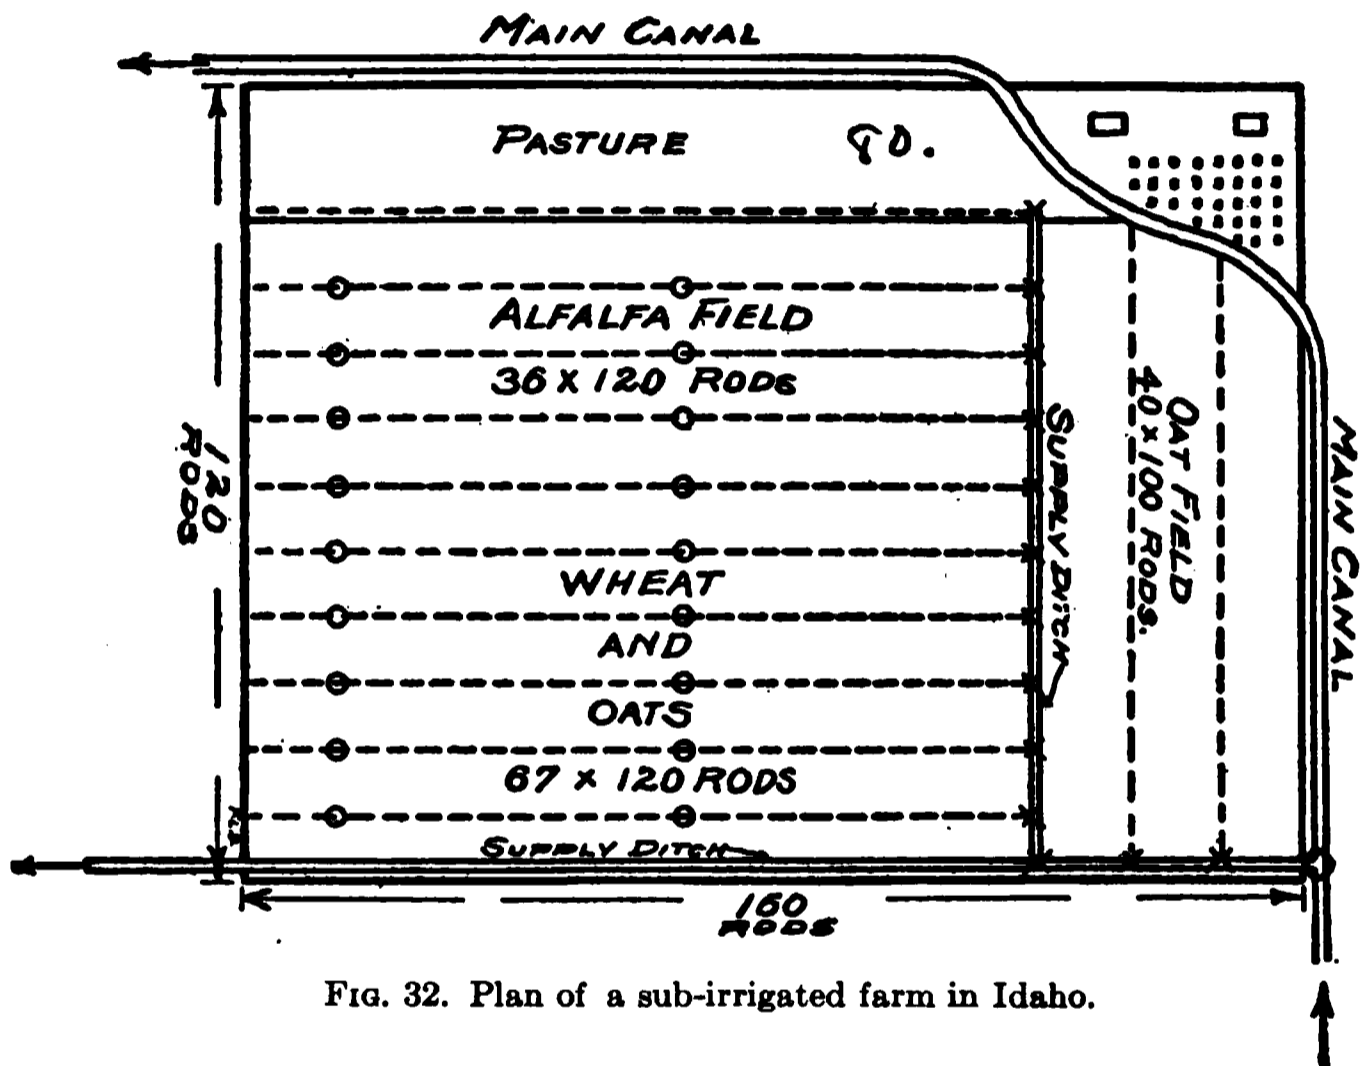 MAIN CANAL
PASTURE 80.
ALFALFA FIELD
36 X 120 RODS
WHEAT
AND
OATS
67 X 120 RODS
SUPPLY DITCH
SUPPLY DITCH
OAT FIELD
40 X 100 RODS.
MAIN CANAL
120
RODS
160
RODS
FIG. 32. Plan of a sub-irrigated farm in Idaho.